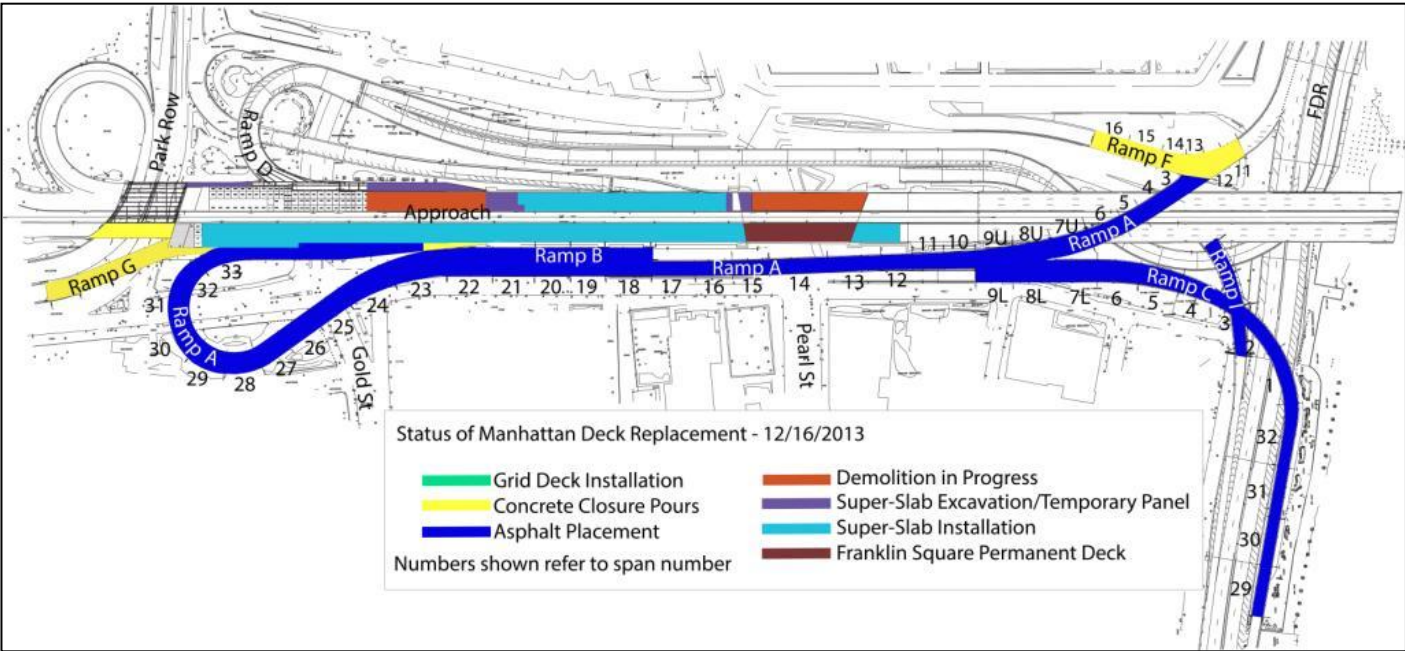 Park Row
Ramp D
Approach
Ramp G
33
32
31
30
29
28
27
26
25
24
23
22
21
20
19
18
17
16
15
14
13
12
11
10
9U
8U
7U
6
5
4
3
Ramp A
Ramp B
Ramp A
Ramp A
Gold St
Pearl St
16
15
14
13
12
11
Ramp F
FDR
9L
8L
7L
6
5
4
3
2
1
Ramp C
Ramp
32
31
30
29
Status of Manhattan Deck Replacement - 12/16/2013
Grid Deck Installation
Concrete Closure Pours
Asphalt Placement
Numbers shown refer to span number
Demolition in Progress
Super-Slab Excavation/Temporary Panel
Super-Slab Installation
Franklin Square Permanent Deck